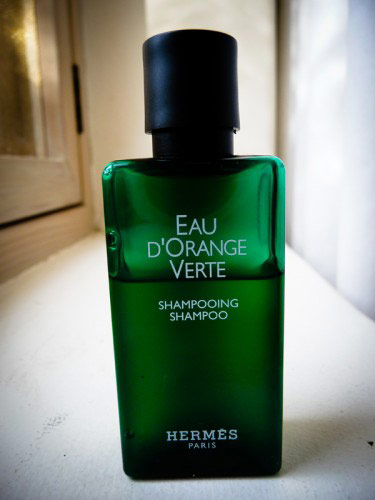 EAU
D'ORANGE
VERTE
SHAMPOOING
SHAMPOO
HERMÈS
PARIS